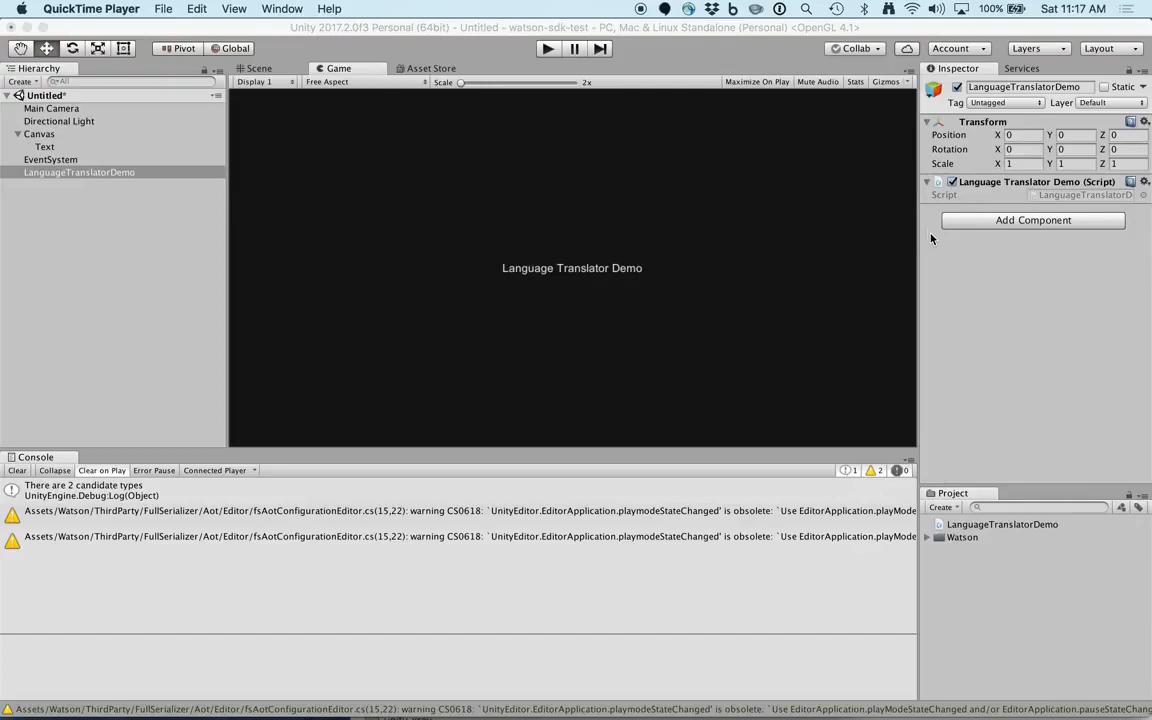 QuickTime Player File Edit View Window Help 100% Sat 11:17 AM
Unity 2017.2.0f3 Personal (64bit) - Untitled - watson-sdk-test - PC, Mac & Linux Standalone (Personal) <OpenGL 4.1>
Pivot Global Collab Account Layers Layout
Hierarchy
Create All
Untitled*
Main Camera
Directional Light
Canvas
Text
EventSystem
LanguageTranslatorDemo
Scene Game Asset Store
Display 1 Free Aspect Scale 2x Maximize On Play Mute Audio Stats Gizmos
Language Translator Demo
Inspector Services
LanguageTranslatorDemo Static
Tag Untagged Layer Default
Transform
Position X 0 Y 0 Z 0
Rotation X 0 Y 0 Z 0
Scale X 1 Y 1 Z 1
Language Translator Demo (Script)
Script LanguageTranslatorD
Add Component
Console
Clear Collapse Clear on Play Error Pause Connected Player 1 2 0
There are 2 candidate types
UnityEngine.Debug:Log(Object)
Assets/Watson/ThirdParty/FullSerializer/Aot/Editor/fsAotConfigurationEditor.cs(15,22): warning CS0618: `UnityEditor.EditorApplication.playmodeStateChanged' is obsolete: `Use EditorApplication.playMode
Assets/Watson/ThirdParty/FullSerializer/Aot/Editor/fsAotConfigurationEditor.cs(15,22): warning CS0618: `UnityEditor.EditorApplication.playmodeStateChanged' is obsolete: `Use EditorApplication.playMode
Project
Create
LanguageTranslatorDemo
Watson
Assets/Watson/ThirdParty/FullSerializer/Aot/Editor/fsAotConfigurationEditor.cs(15,22): warning CS0618: `UnityEditor.EditorApplication.playmodeStateChanged' is obsolete: `Use EditorApplication.playModeStateChanged and/or EditorApplication.pauseStateChang